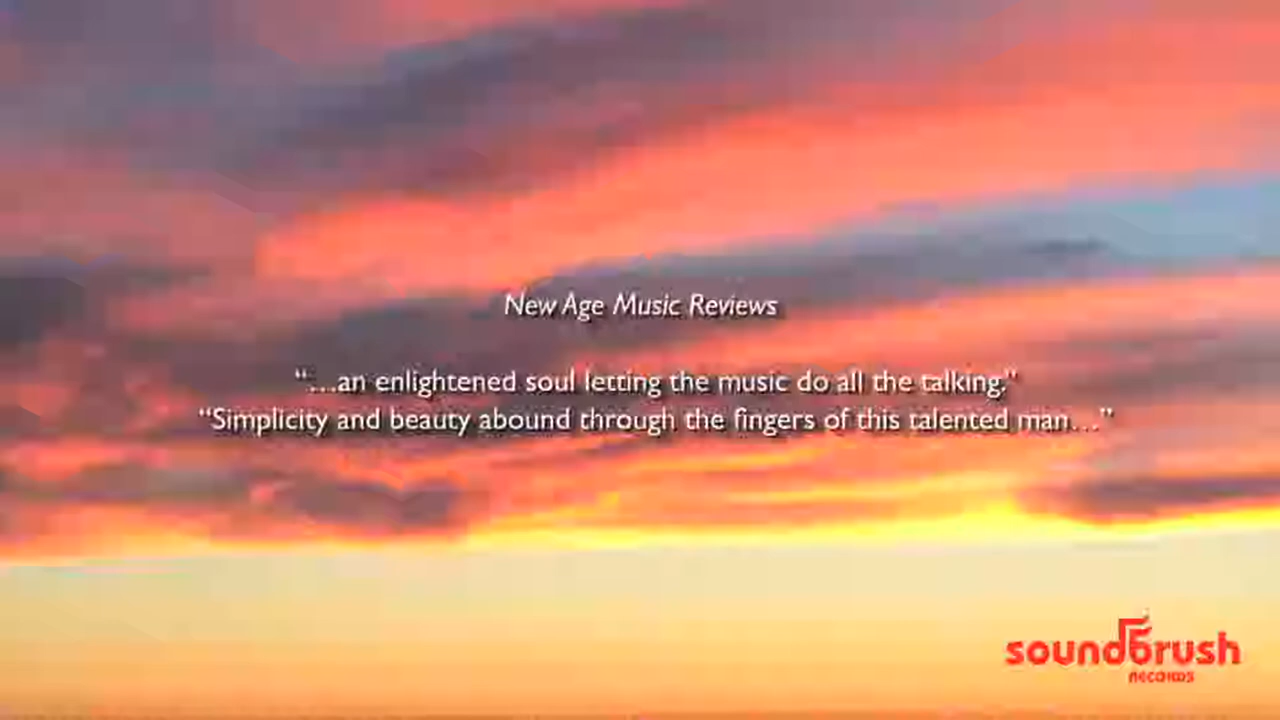 New Age Music Reviews
“…an enlightened soul letting the music do all the talking.”
“Simplicity and beauty abound through the fingers of this talented man…”
soundbrush
RECORDS